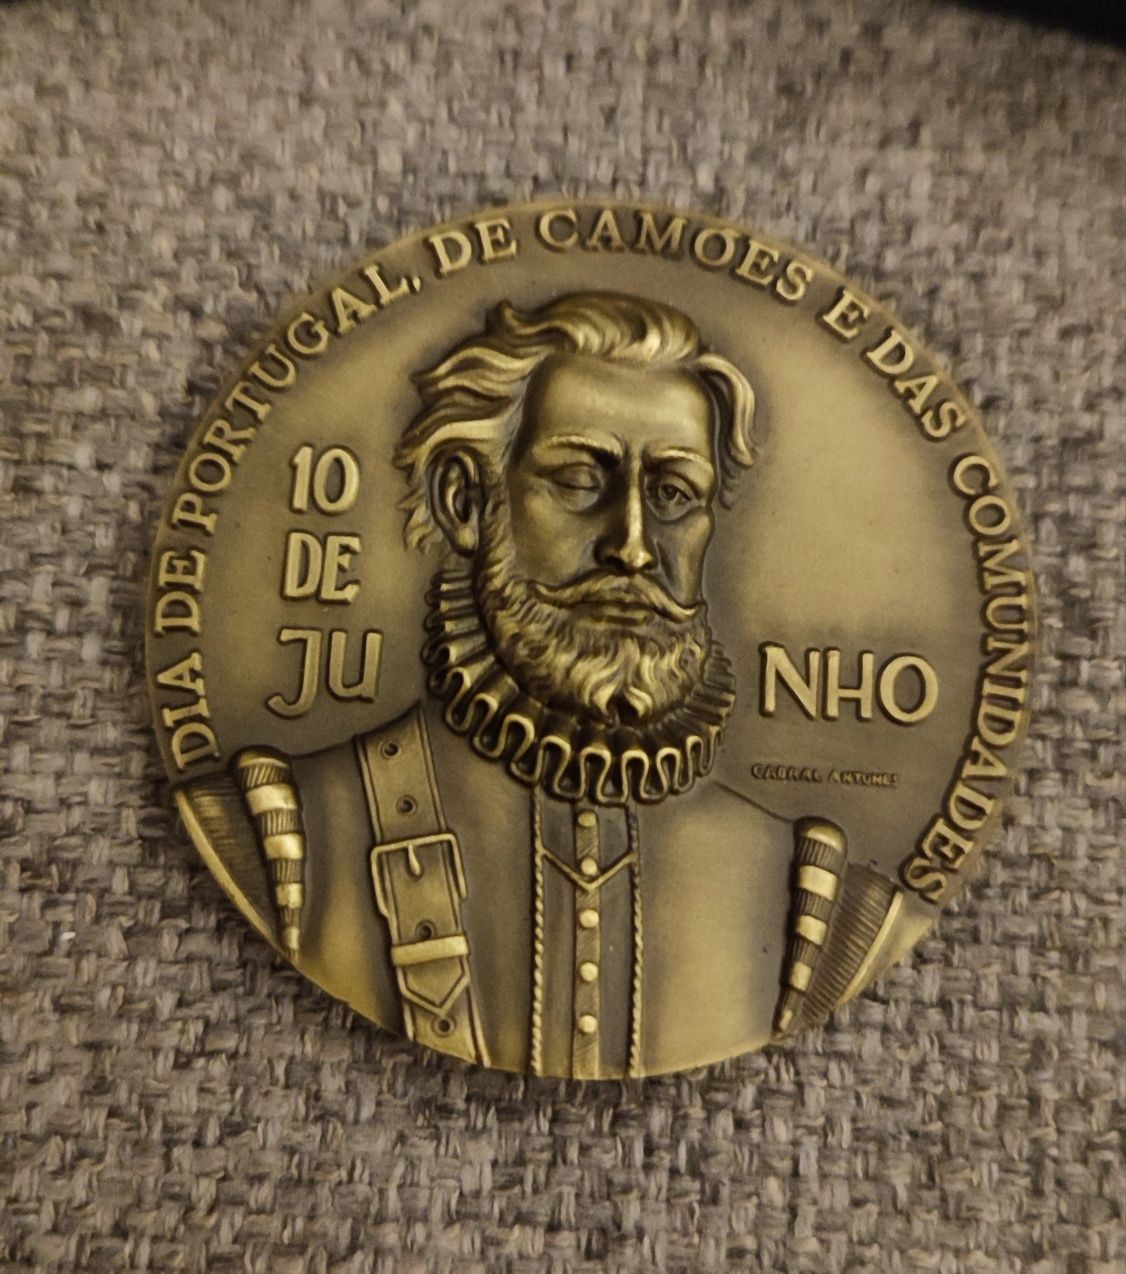 DIA DE PORTUGAL, DE CAMÕES E DAS COMUNIDADES
10
DE
JU NHO
CABRAL ANTUNES